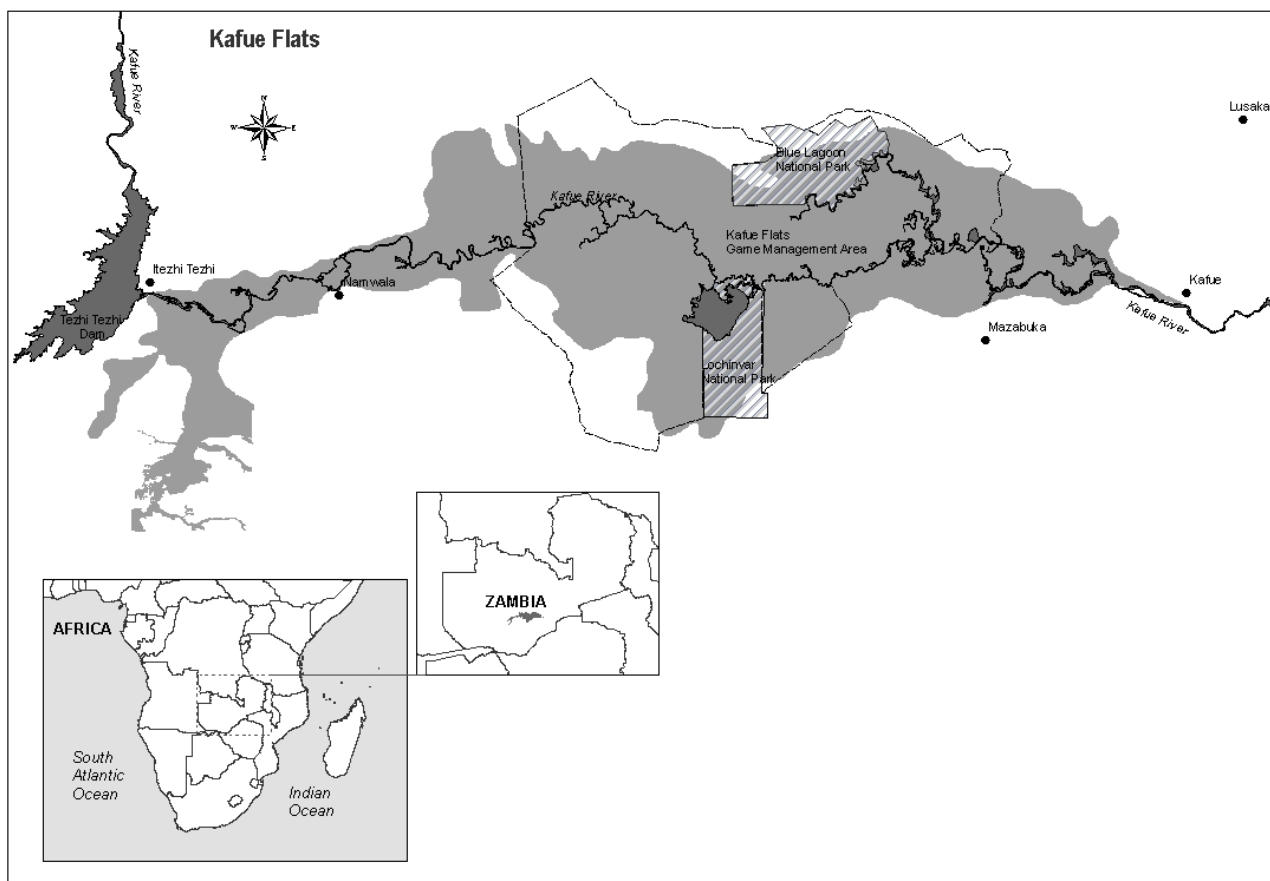 Kafue Flats
Kafue River
N
W
E
S
Lusaka
Blue Lagoon
National Park
Kafue River
Kafue Flats
Game Management Area
Itezhi Tezhi
Namwala
Kafue
Tezhi Tezhi
Dam
Kafue River
Mazabuka
Lochinvar
National Park
ZAMBIA
AFRICA
South
Atlantic
Ocean
Indian
Ocean